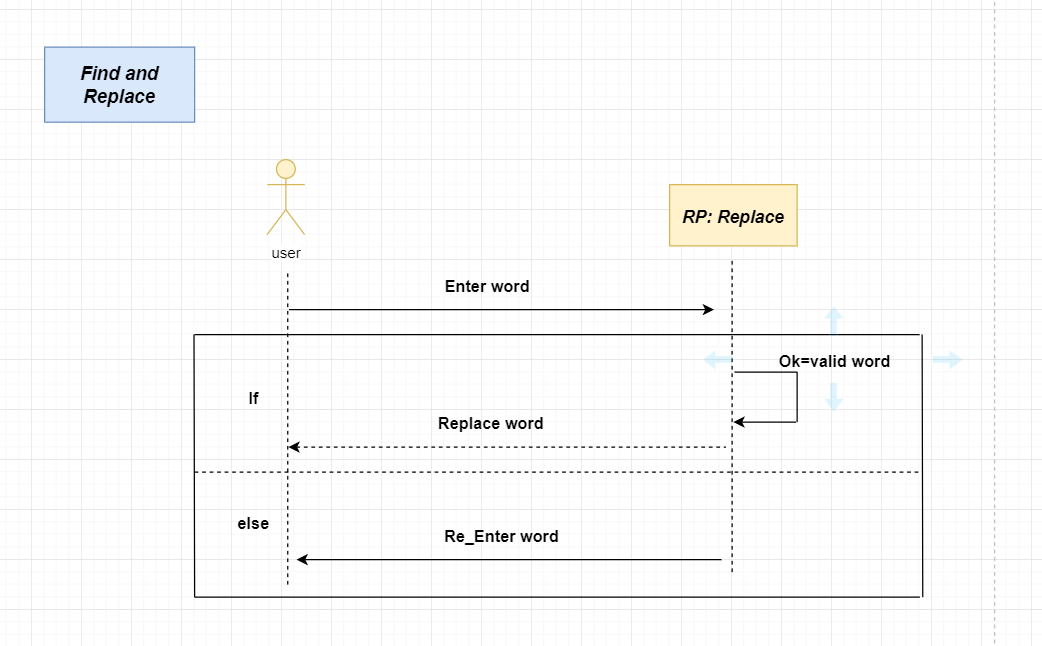 Find and
Replace
user
RP: Replace
Enter word
Ok=valid word
If
Replace word
else
Re_Enter word